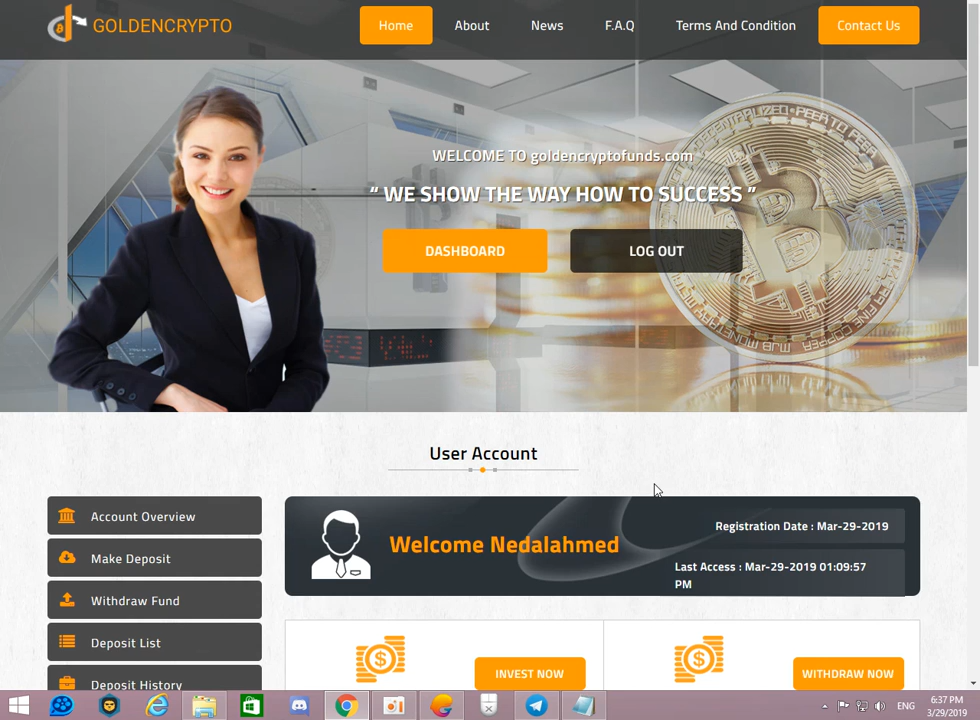 GOLDENCRYPTO
Home About News F.A.Q Terms And Condition Contact Us
WELCOME TO goldencryptofunds.com
“ WE SHOW THE WAY HOW TO SUCCESS ”
DASHBOARD LOG OUT
User Account
Account Overview
Make Deposit
Withdraw Fund
Deposit List
Deposit History
Welcome Nedalahmed
Registration Date : Mar-29-2019
Last Access : Mar-29-2019 01:09:57
PM
INVEST NOW
WITHDRAW NOW
ENG
6:37 PM
3/29/2019